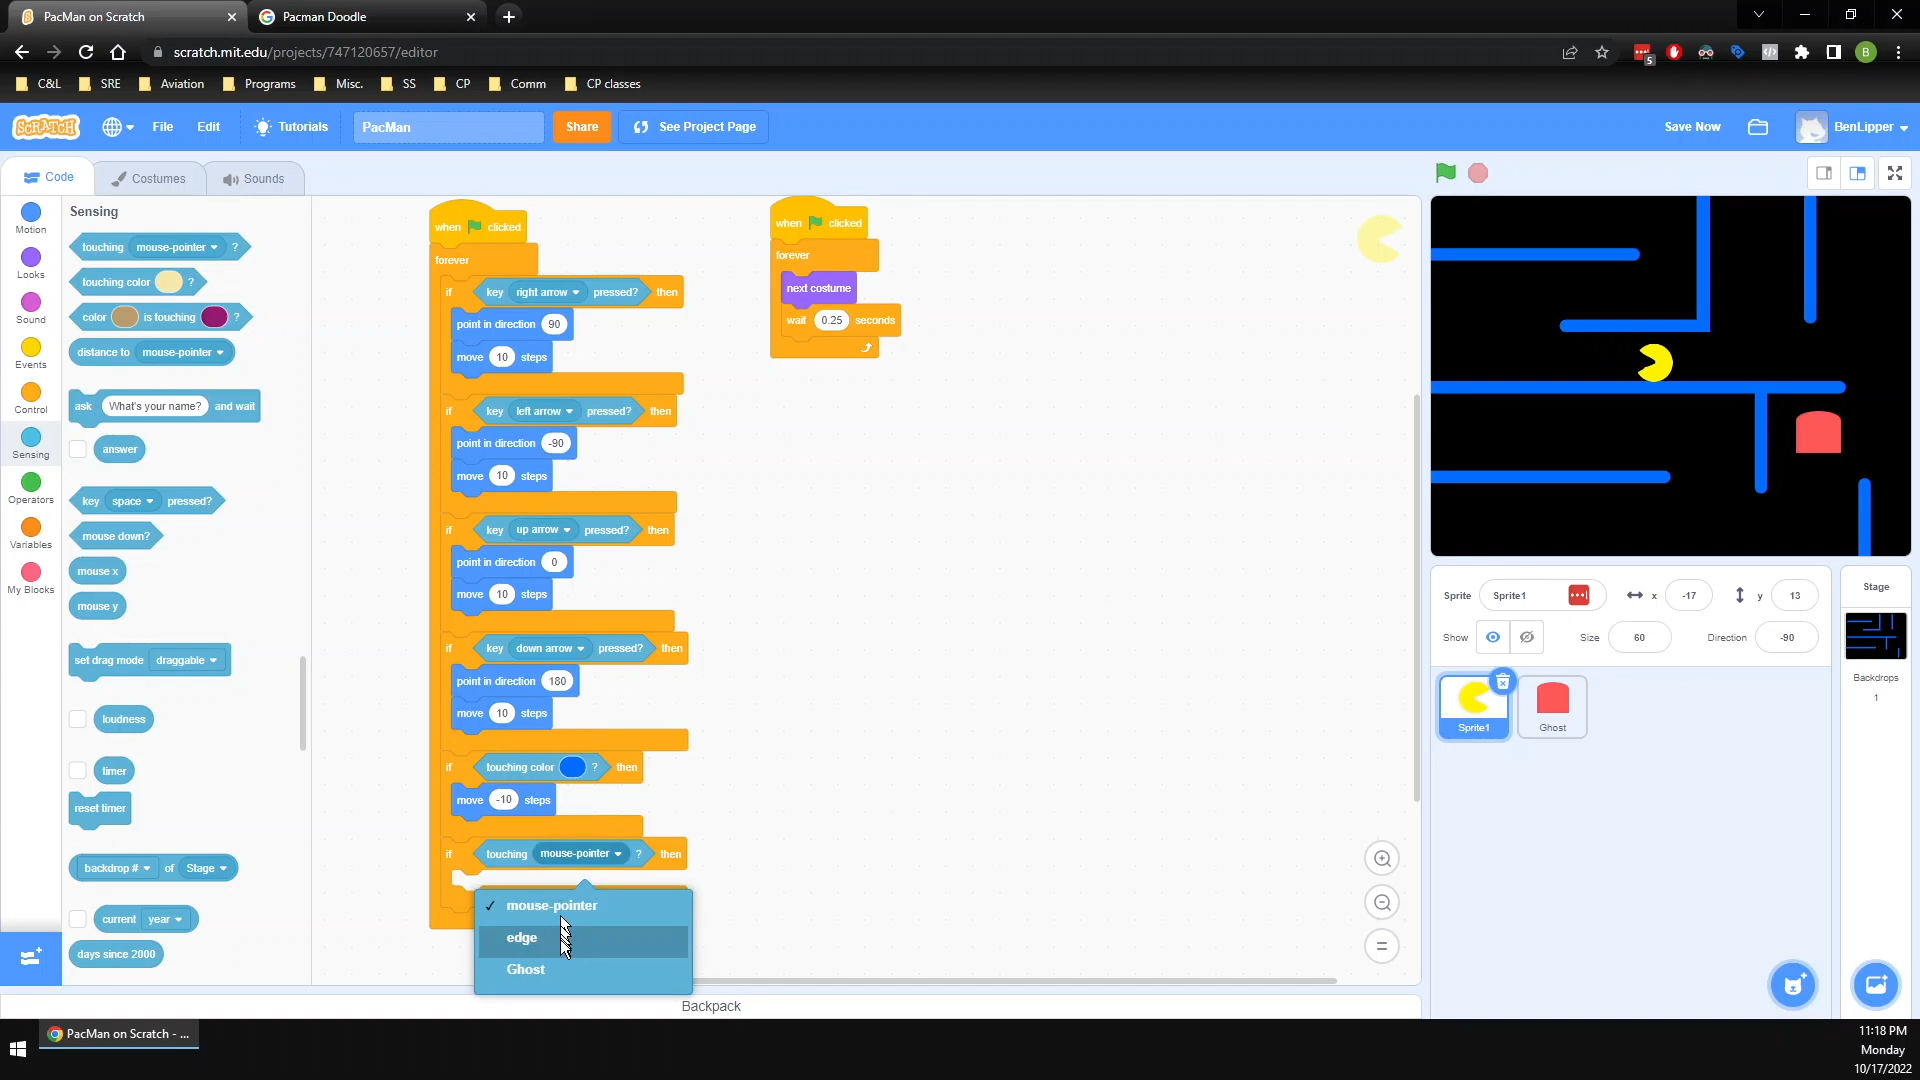 PacMan on Scratch
Pacman Doodle
scratch.mit.edu/projects/747120657/editor
5
B
C&L
SRE
Aviation
Programs
Misc.
SS
CP
Comm
CP classes
SCRATCH
File
Edit
Tutorials
PacMan
Share
See Project Page
Save Now
BenLipper
Code
Costumes
Sounds
Motion
Looks
Sound
Events
Control
Sensing
Operators
Variables
My Blocks
Sensing
touching mouse-pointer ?
touching color ?
color is touching ?
distance to mouse-pointer
ask What's your name? and wait
answer
key space pressed?
mouse down?
mouse x
mouse y
set drag mode draggable
loudness
timer
reset timer
backdrop # of Stage
current year
days since 2000
when clicked
forever
if key right arrow pressed? then
point in direction 90
move 10 steps
if key left arrow pressed? then
point in direction -90
move 10 steps
if key up arrow pressed? then
point in direction 0
move 10 steps
if key down arrow pressed? then
point in direction 180
move 10 steps
if touching color ? then
move -10 steps
if touching mouse-pointer ? then
✓ mouse-pointer
edge
Ghost
when clicked
forever
next costume
wait 0.25 seconds
Backpack
Sprite Sprite1 x -17 y 13
Show Size 60 Direction -90
Sprite1
Ghost
Stage
Backdrops
1
PacMan on Scratch - ...
11:18 PM
Monday
10/17/2022